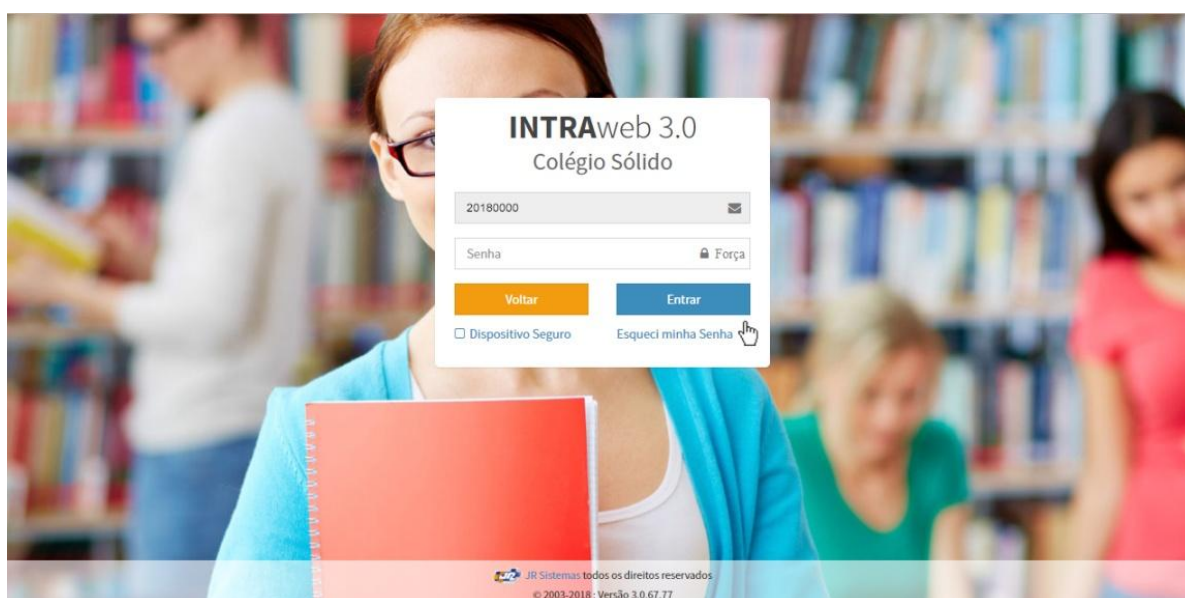 INTRAweb 3.0
Colégio Sólido
20180000
Senha Força
Voltar Entrar
Dispositivo Seguro Esqueci minha Senha
JR Sistemas todos os direitos reservados
© 2003-2018 : Versão 3.0.67.77